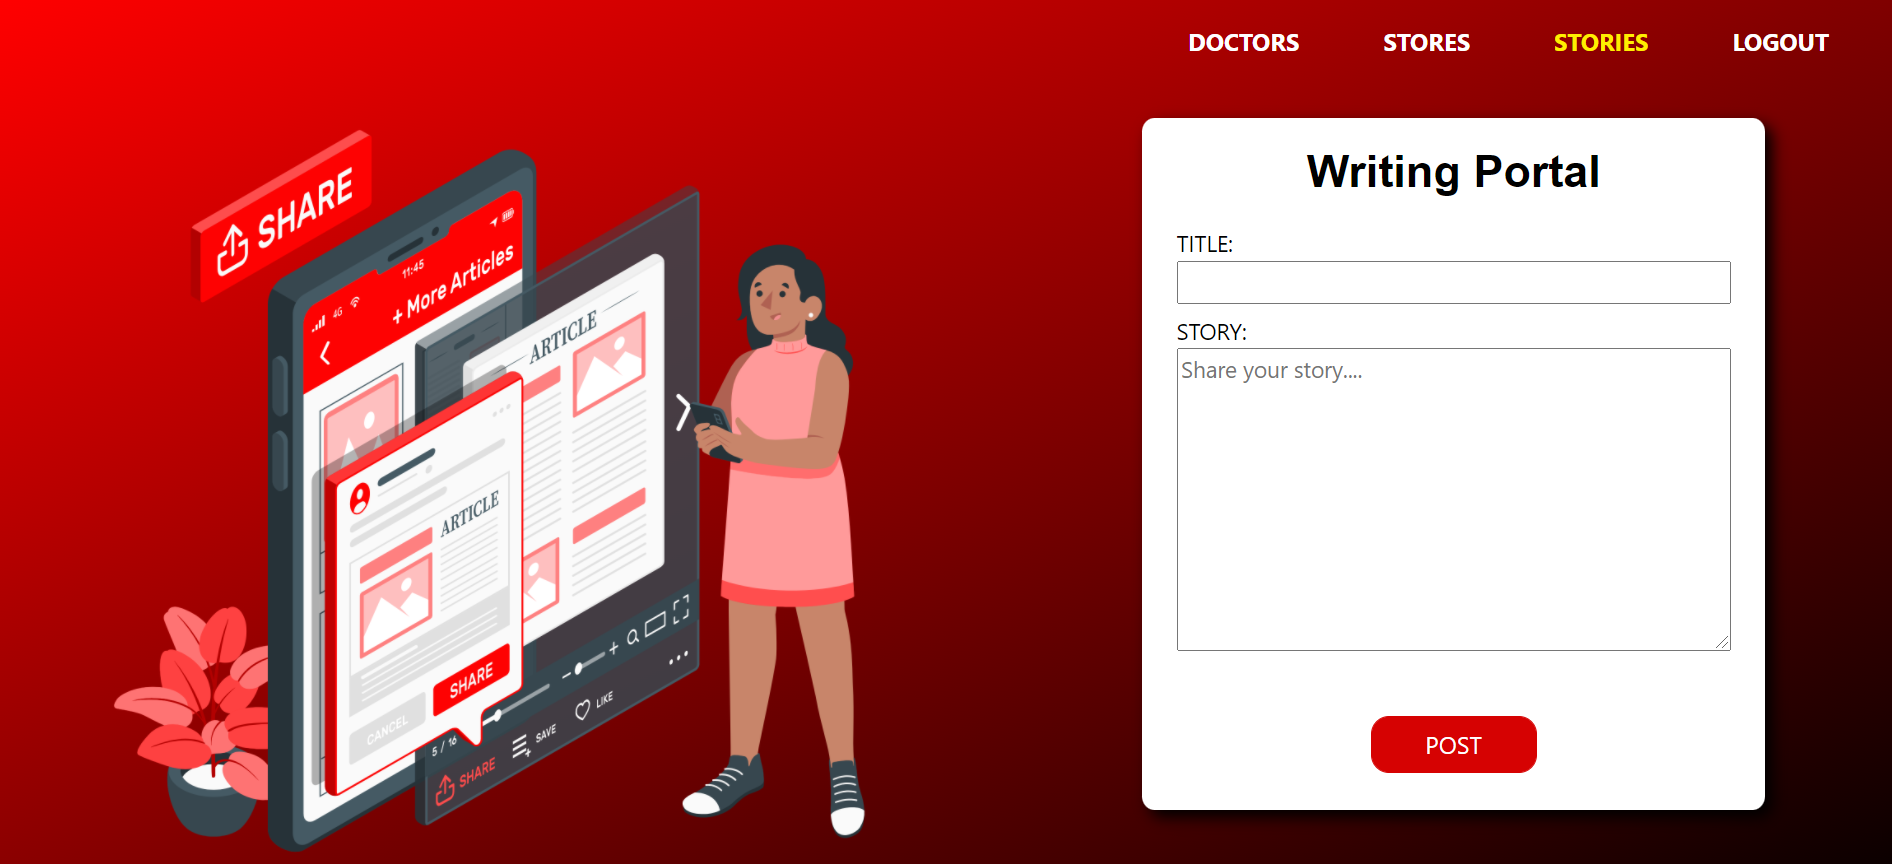 DOCTORS STORES STORIES LOGOUT
SHARE
11:45
4G
+ More Articles
ARTICLE
ARTICLE
CANCEL
SHARE
5 / 16
SHARE
SAVE
LIKE
Writing Portal
TITLE:
STORY:
Share your story....
POST